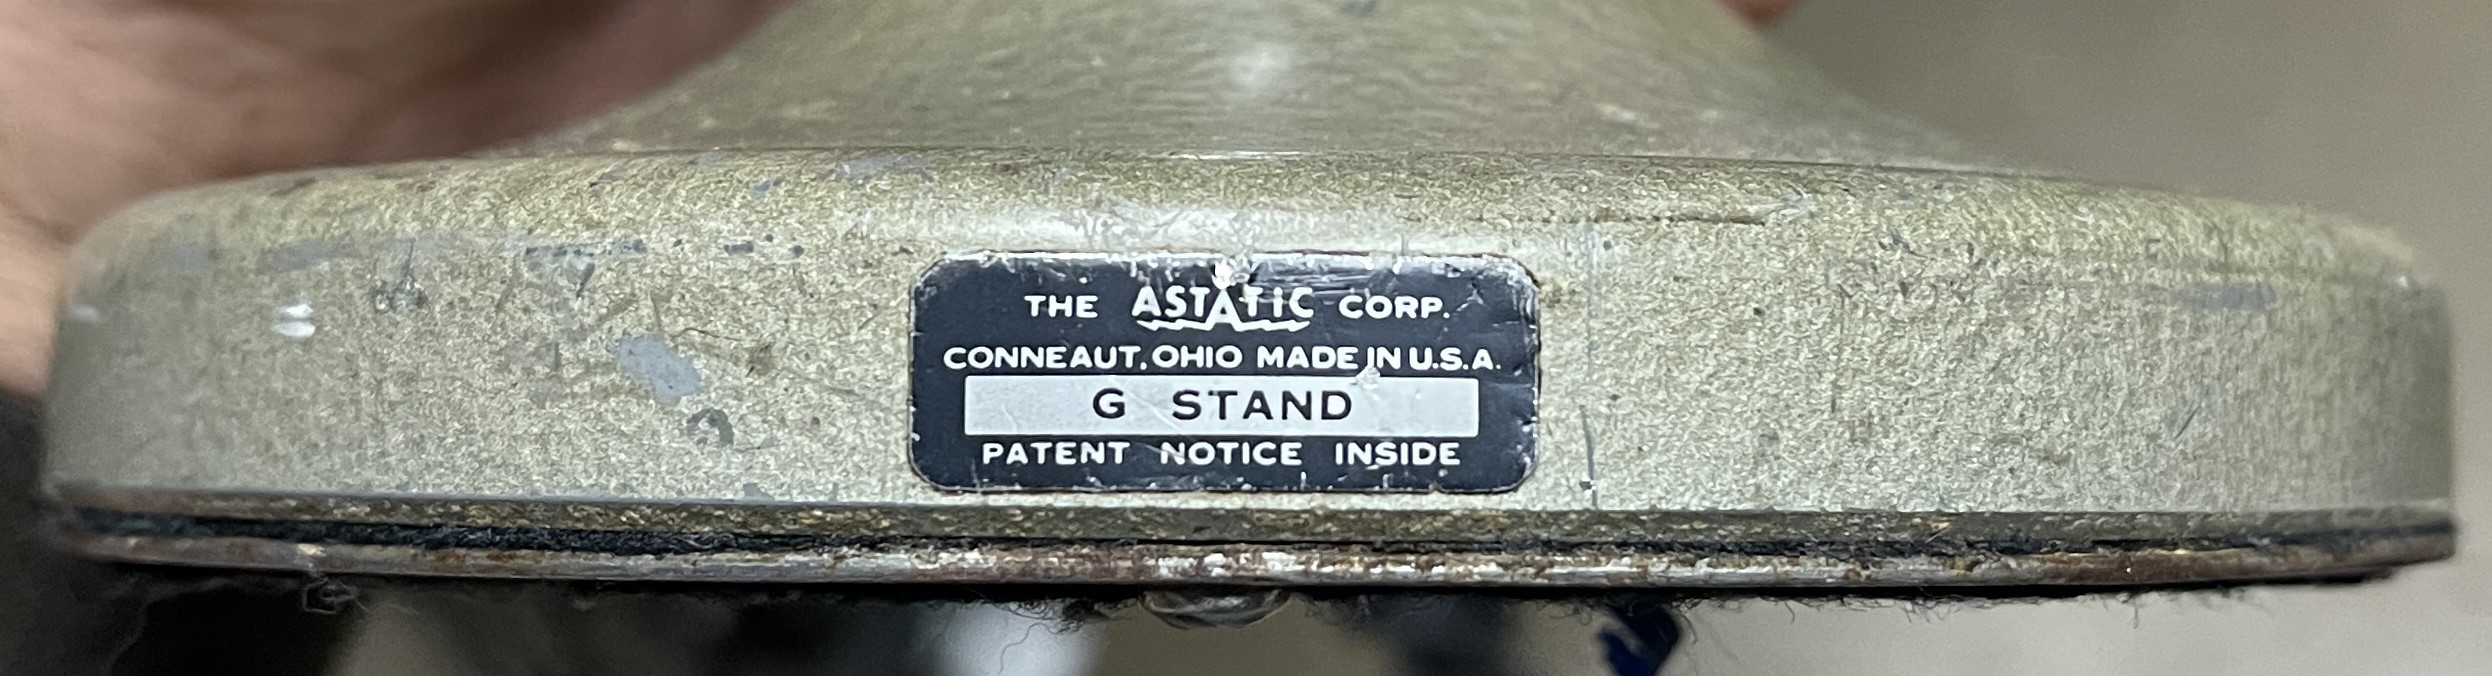 THE ASTATIC CORP.
CONNEAUT, OHIO MADE IN U.S.A.
G STAND
PATENT NOTICE INSIDE